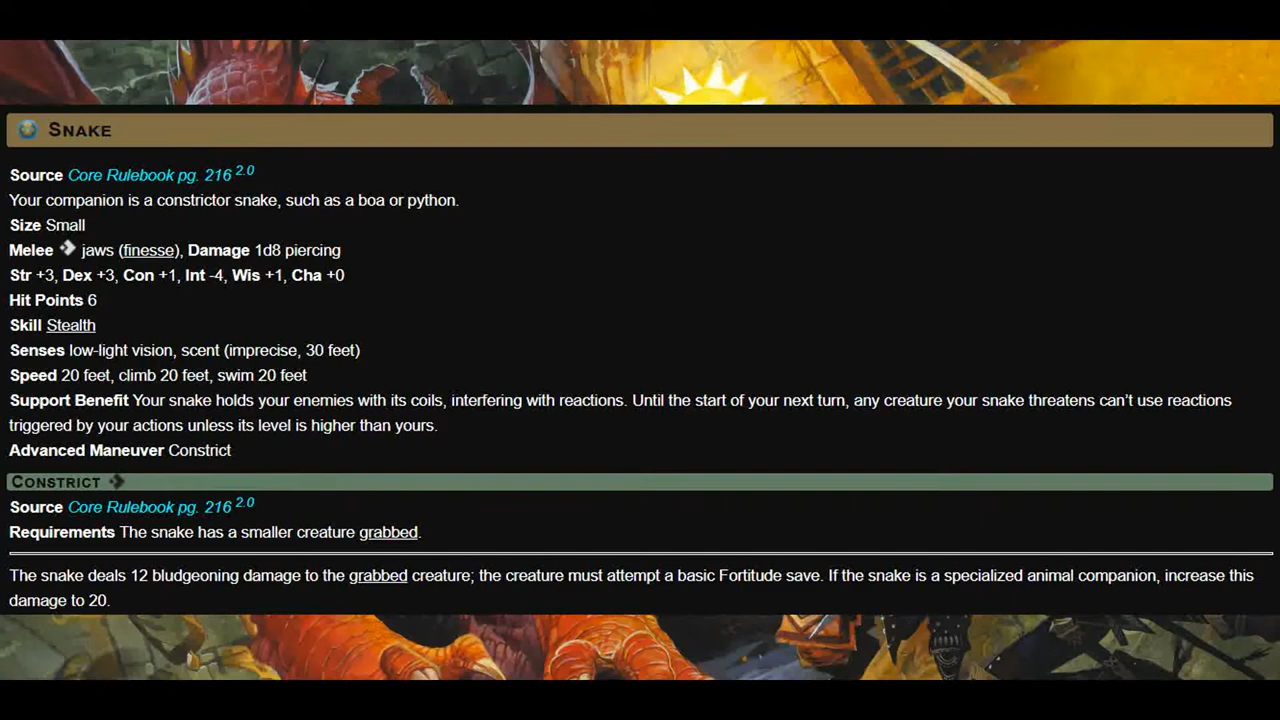 Snake
Source Core Rulebook pg. 216 2.0
Your companion is a constrictor snake, such as a boa or python.
Size Small
Melee jaws (finesse), Damage 1d8 piercing
Str +3, Dex +3, Con +1, Int -4, Wis +1, Cha +0
Hit Points 6
Skill Stealth
Senses low-light vision, scent (imprecise, 30 feet)
Speed 20 feet, climb 20 feet, swim 20 feet
Support Benefit Your snake holds your enemies with its coils, interfering with reactions. Until the start of your next turn, any creature your snake threatens can’t use reactions
triggered by your actions unless its level is higher than yours.
Advanced Maneuver Constrict
Constrict
Source Core Rulebook pg. 216 2.0
Requirements The snake has a smaller creature grabbed.
The snake deals 12 bludgeoning damage to the grabbed creature; the creature must attempt a basic Fortitude save. If the snake is a specialized animal companion, increase this
damage to 20.